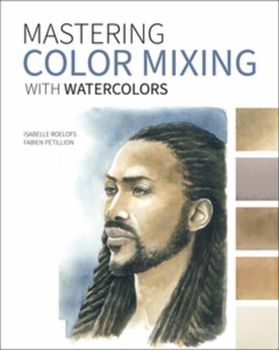 MASTERING
COLOR MIXING
WITH WATERCOLORS
ISABELLE ROELOFS
FABIEN PETILLION